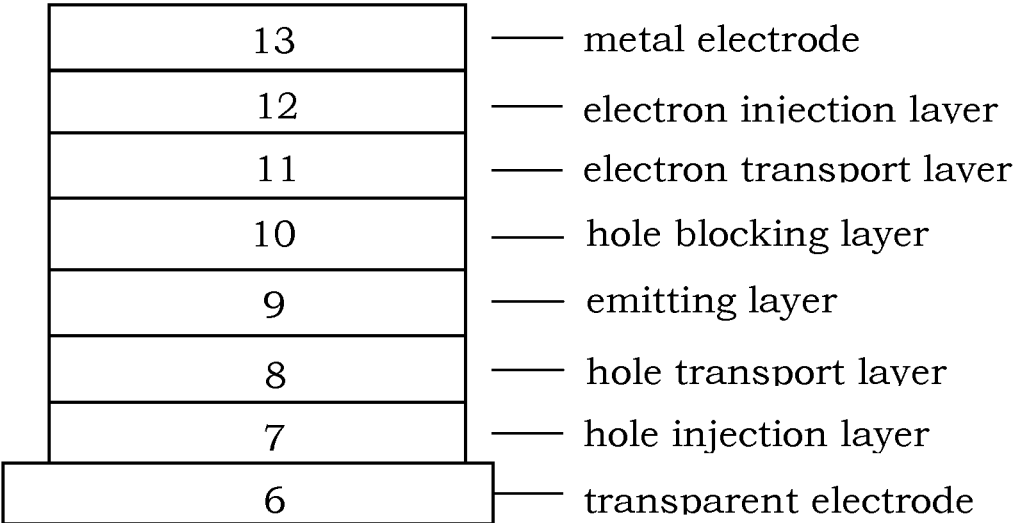 13 metal electrode
12 electron injection layer
11 electron transport layer
10 hole blocking layer
9 emitting layer
8 hole transport layer
7 hole injection layer
6 transparent electrode